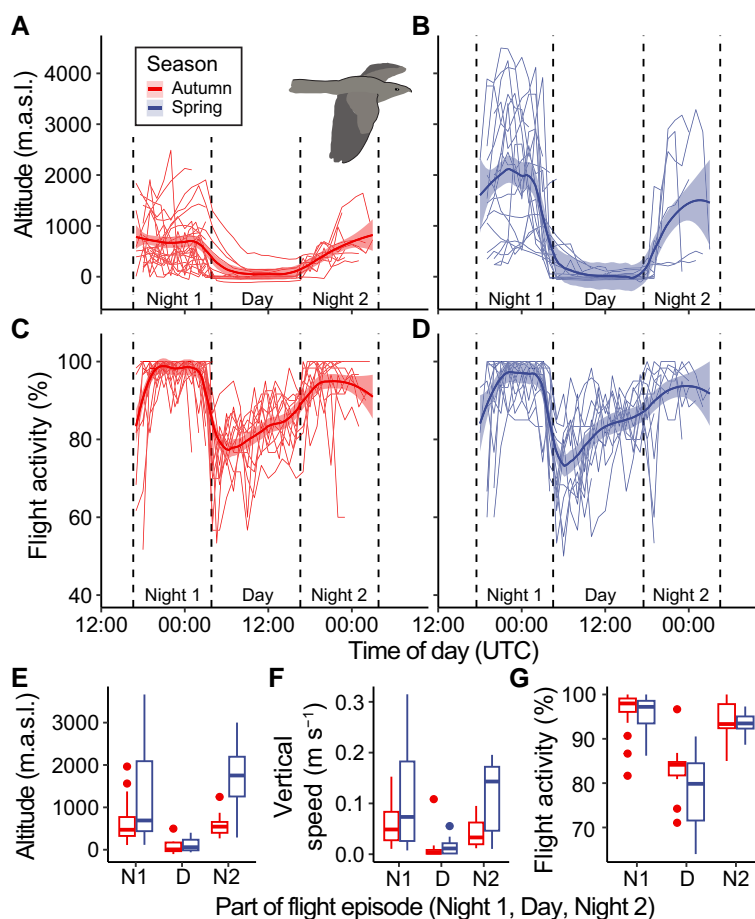 A
B
Altitude (m.a.s.l.)
4000
3000
2000
1000
0
Season
Autumn
Spring
Night 1 Day Night 2
Night 1 Day Night 2
C
D
Flight activity (%)
100
80
60
40
Night 1 Day Night 2
Night 1 Day Night 2
12:00 00:00 12:00 00:00
12:00 00:00 12:00 00:00
Time of day (UTC)
E
F
G
Altitude (m.a.s.l.)
3000
2000
1000
0
N1 D N2
Vertical
speed (m s⁻¹)
0.3
0.2
0.1
0.0
N1 D N2
Flight activity (%)
100
90
80
70
N1 D N2
Part of flight episode (Night 1, Day, Night 2)